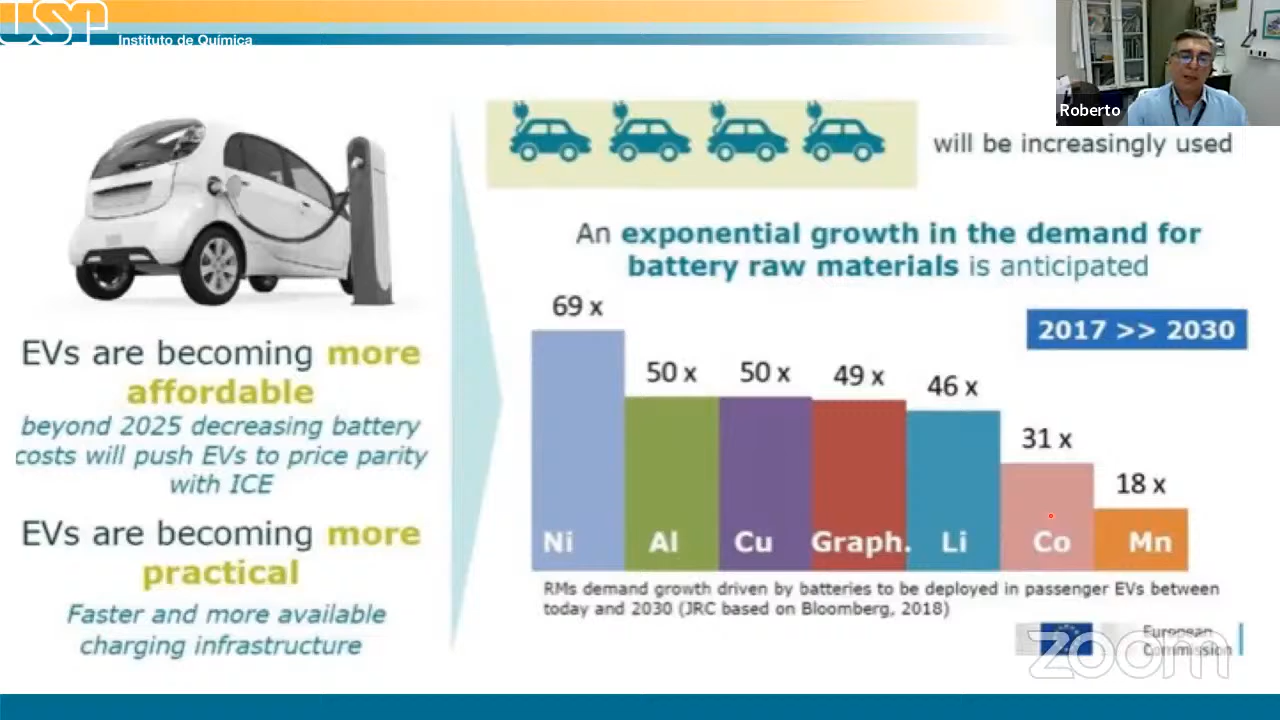 USP
Instituto de Química
Roberto
will be increasingly used
An exponential growth in the demand for
battery raw materials is anticipated
2017 >> 2030
69 x
50 x
50 x
49 x
46 x
31 x
18 x
Ni
Al
Cu
Graph.
Li
Co
Mn
RMs demand growth driven by batteries to be deployed in passenger EVs between
today and 2030 (JRC based on Bloomberg, 2018)
EVs are becoming more
affordable
beyond 2025 decreasing battery
costs will push EVs to price parity
with ICE
EVs are becoming more
practical
Faster and more available
charging infrastructure
European
Commission
zoom